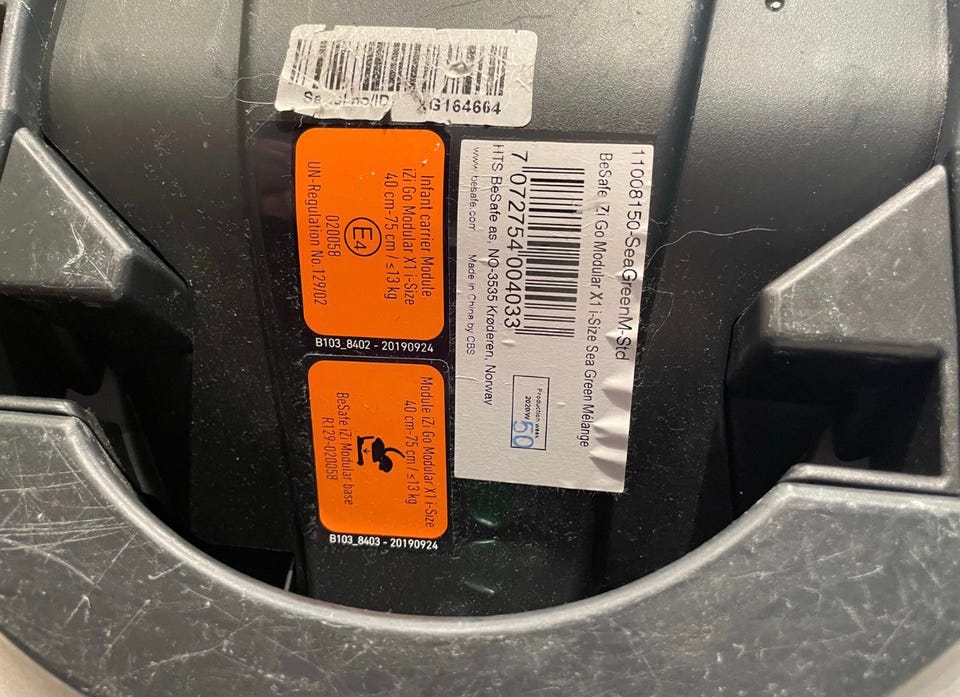 Serial no/ID XG164664
11008150-SeaGreenM-Std
BeSafe iZi Go Modular X1 i-Size Sea Green Mélange
7 072754 004033
HTS BeSafe as. NO-3535 Krøderen, Norway
www.besafe.com
Made in China by CBS
Production week
2020W 50
Infant carrier Module
iZi Go Modular X1 i-Size
40 cm-75 cm / ≤13 kg
E4
020058
UN-Regulation No.129/02
B103_8402 - 20190924
Module iZi Go Modular X1 i-Size
40 cm-75 cm / ≤13 kg
BeSafe iZi Modular base
R129-020058
B103_8403 - 20190924